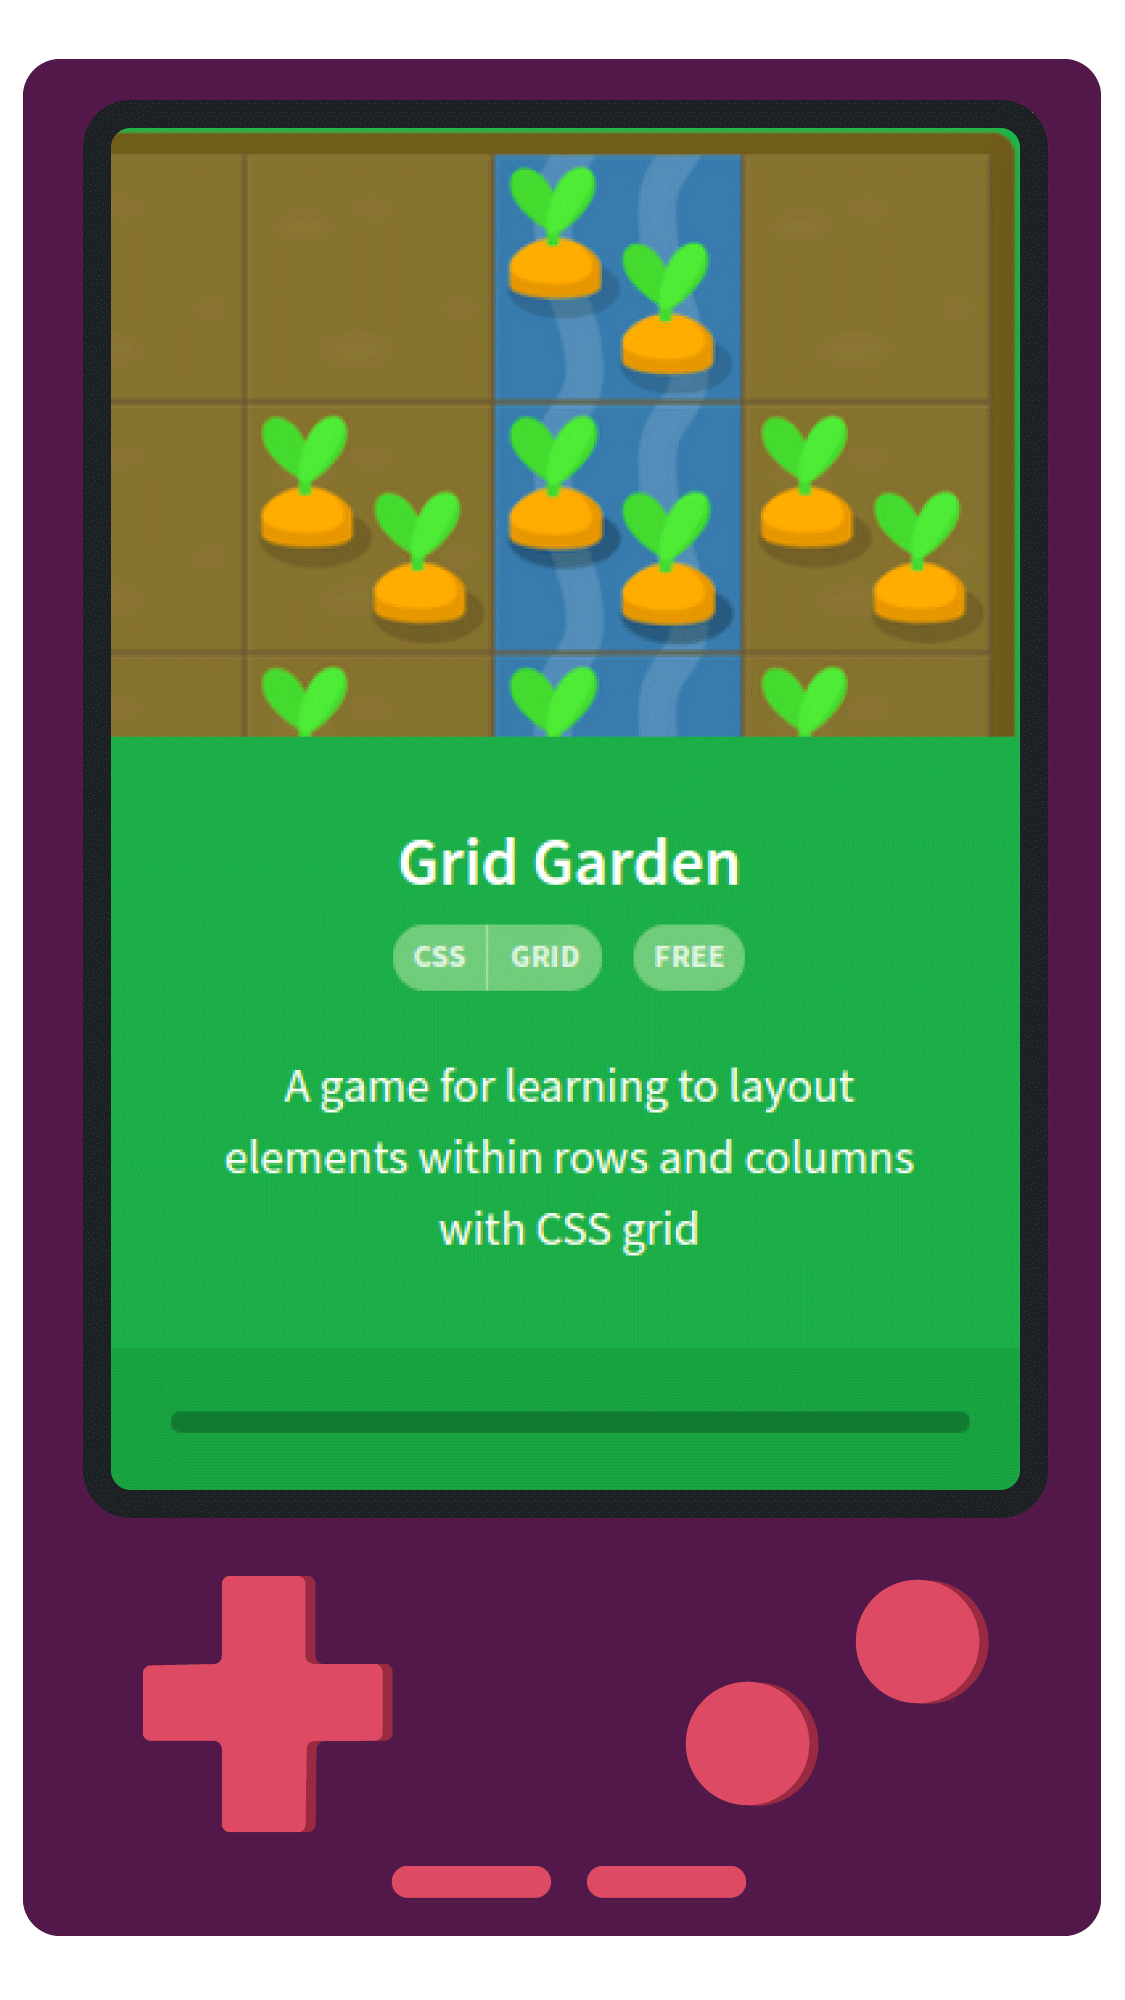 Grid Garden
CSS GRID FREE
A game for learning to layout
elements within rows and columns
with CSS grid